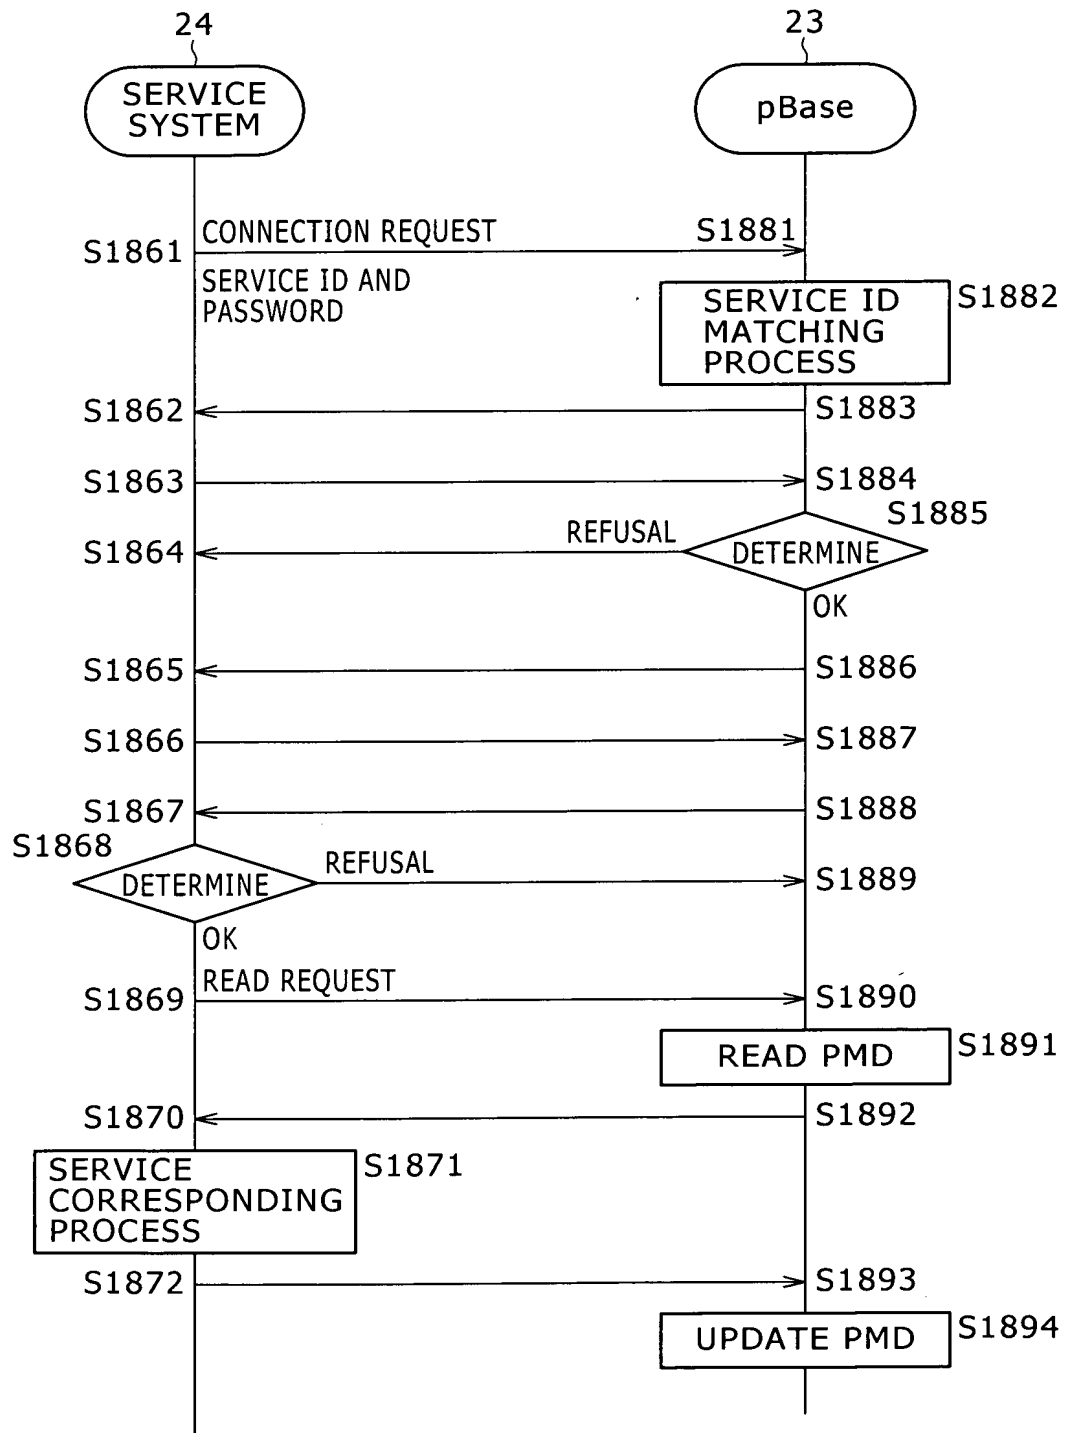 24
23
SERVICE
SYSTEM
pBase
S1861
CONNECTION REQUEST
S1881
SERVICE ID AND
PASSWORD
SERVICE ID
MATCHING
PROCESS
S1882
S1862
S1883
S1863
S1884
S1885
S1864
REFUSAL
DETERMINE
OK
S1865
S1886
S1866
S1887
S1867
S1888
S1868
DETERMINE
REFUSAL
S1889
OK
S1869
READ REQUEST
S1890
READ PMD
S1891
S1870
S1892
SERVICE
CORRESPONDING
PROCESS
S1871
S1872
S1893
UPDATE PMD
S1894